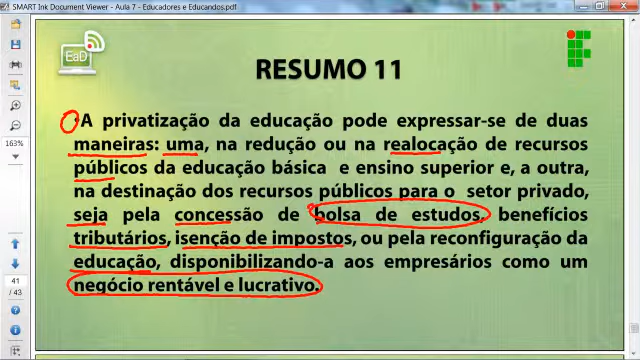 SMART Ink Document Viewer - Aula 7 - Educadores e Educandos.pdf
EaD
RESUMO 11
•A privatização da educação pode expressar-se de duas
maneiras: uma, na redução ou na realocação de recursos
públicos da educação básica e ensino superior e, a outra,
na destinação dos recursos públicos para o setor privado,
seja pela concessão de bolsa de estudos, benefícios
tributários, isenção de impostos, ou pela reconfiguração da
educação, disponibilizando-a aos empresários como um
negócio rentável e lucrativo.
163%
41
/ 43